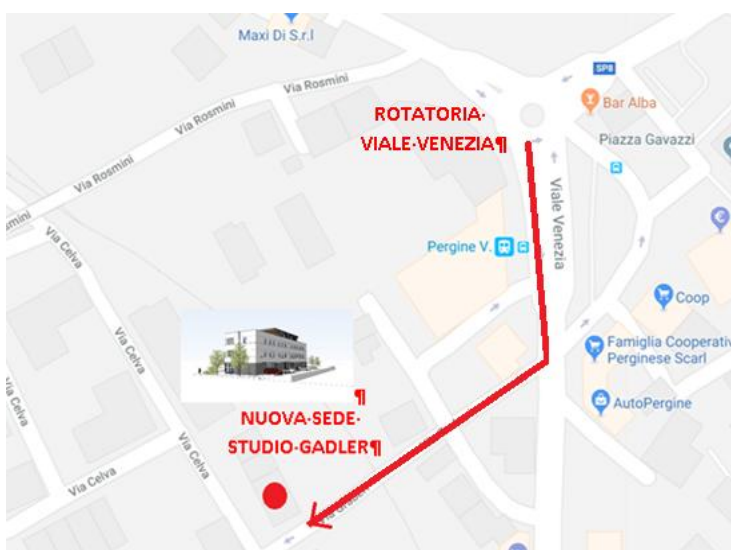 Maxi Di S.r.l
SP8
Via Rosmini
Via Rosmini
Via Rosmini
ROTATORIA·
VIALE·VENEZIA¶
Bar Alba
Piazza Gavazzi
Viale Venezia
Via Celva
Pergine V.
Coop
Famiglia Cooperativ
Perginese Scarl
AutoPergine
¶
NUOVA·SEDE·
STUDIO·GADLER¶
Via Celva
Via Celva
Via Celva